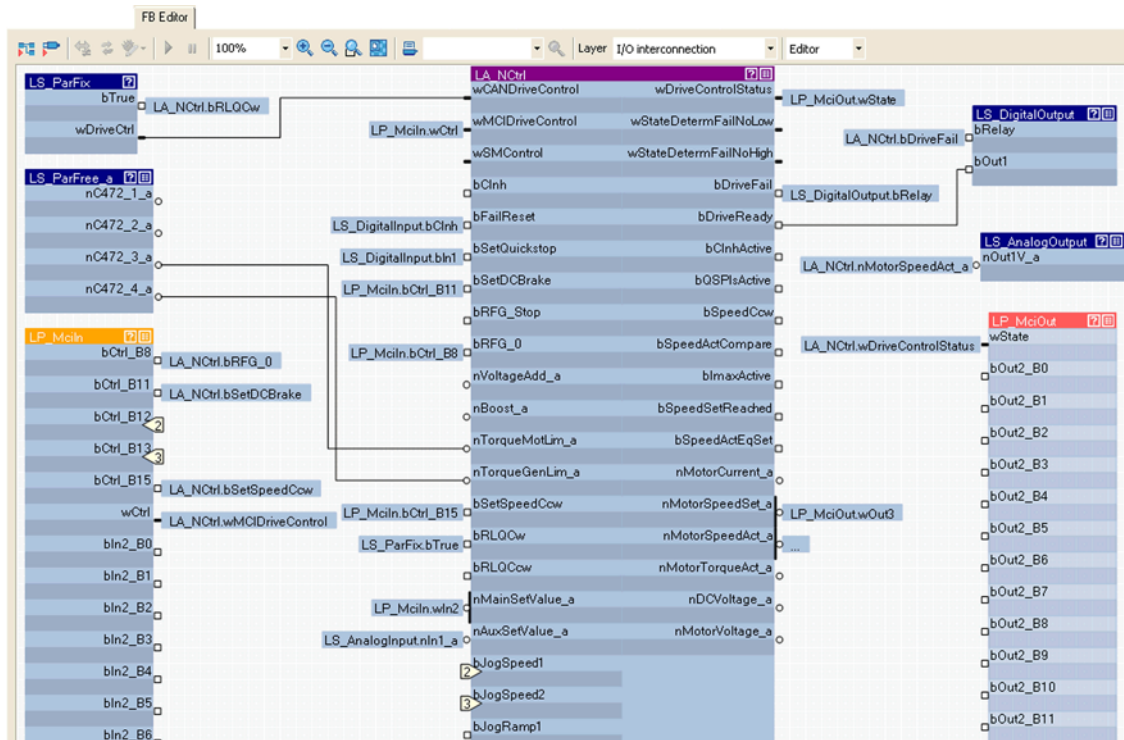 FB Editor
100%
Layer I/O interconnection
Editor
LS_ParFix
bTrue
LA_NCtrl.bRLQCw
wDriveCtrl
LS_ParFree_a
nC472_1_a
nC472_2_a
nC472_3_a
nC472_4_a
LP_MciIn
bCtrl_B8
LA_NCtrl.bRFG_0
bCtrl_B11
LA_NCtrl.bSetDCBrake
bCtrl_B12
2
bCtrl_B13
3
bCtrl_B15
LA_NCtrl.bSetSpeedCcw
wCtrl
LA_NCtrl.wMCIDriveControl
bIn2_B0
bIn2_B1
bIn2_B2
bIn2_B3
bIn2_B4
bIn2_B5
bIn2_B6
LP_MciIn.wCtrl
LS_DigitalInput.bCInh
LS_DigitalInput.bIn1
LP_MciIn.bCtrl_B11
LP_MciIn.bCtrl_B8
LP_MciIn.bCtrl_B15
LS_ParFix.bTrue
LP_MciIn.wIn2
LS_AnalogInput.nIn1_a
LA_NCtrl
wCANDriveControl
wMCIDriveControl
wSMControl
bCInh
bFailReset
bSetQuickstop
bSetDCBrake
bRFG_Stop
bRFG_0
nVoltageAdd_a
nBoost_a
nTorqueMotLim_a
nTorqueGenLim_a
bSetSpeedCcw
bRLQCw
bRLQCcw
nMainSetValue_a
nAuxSetValue_a
2
bJogSpeed1
3
bJogSpeed2
bJogRamp1
wDriveControlStatus
wStateDetermFailNoLow
wStateDetermFailNoHigh
bDriveFail
bDriveReady
bCInhActive
bQSPIsActive
bSpeedCcw
bSpeedActCompare
bImaxActive
bSpeedSetReached
bSpeedActEqSet
nMotorCurrent_a
nMotorSpeedSet_a
nMotorSpeedAct_a
nMotorTorqueAct_a
nDCVoltage_a
nMotorVoltage_a
LP_MciOut.wState
LS_DigitalOutput.bRelay
LP_MciOut.wOut3
...
LS_DigitalOutput
LA_NCtrl.bDriveFail
bRelay
bOut1
LS_AnalogOutput
LA_NCtrl.nMotorSpeedAct_a
nOut1V_a
LP_MciOut
LA_NCtrl.wDriveControlStatus
wState
bOut2_B0
bOut2_B1
bOut2_B2
bOut2_B3
bOut2_B4
bOut2_B5
bOut2_B6
bOut2_B7
bOut2_B8
bOut2_B9
bOut2_B10
bOut2_B11